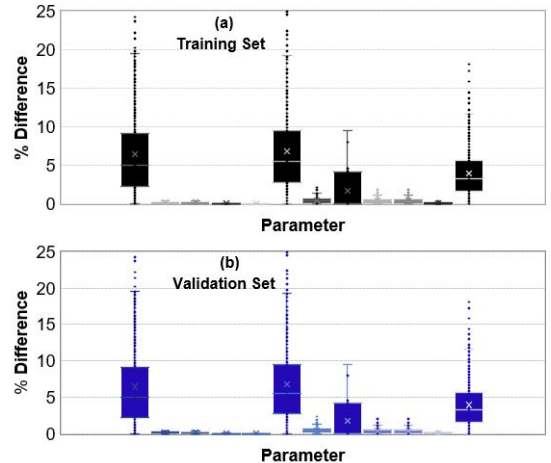 25
20
15
10
5
0
% Difference
(a)
Training Set
Parameter
25
20
15
10
5
0
% Difference
(b)
Validation Set
Parameter